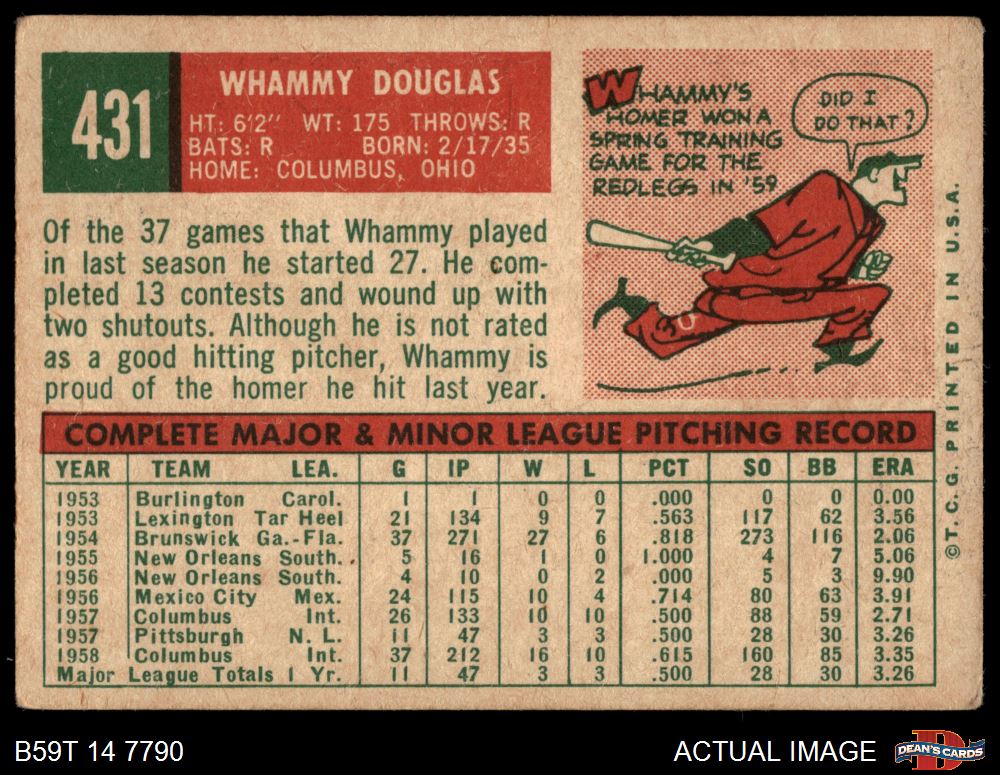 431
WHAMMY DOUGLAS
HT: 6'2" WT: 175 THROWS: R
BATS: R BORN: 2/17/35
HOME: COLUMBUS, OHIO
Of the 37 games that Whammy played
in last season he started 27. He com-
pleted 13 contests and wound up with
two shutouts. Although he is not rated
as a good hitting pitcher, Whammy is
proud of the homer he hit last year.
WHAMMY'S
HOMER WON A
SPRING TRAINING
GAME FOR THE
REDLEGS IN '59
DID I
DO THAT?
COMPLETE MAJOR & MINOR LEAGUE PITCHING RECORD
YEAR TEAM LEA. G IP W L PCT SO BB ERA
1953 Burlington Carol. 1 1 0 0 .000 0 0 0.00
1953 Lexington Tar Heel 21 134 9 7 .563 117 62 3.56
1954 Brunswick Ga.-Fla. 37 271 27 6 .818 273 116 2.06
1955 New Orleans South. 5 16 1 0 1.000 4 7 5.06
1956 New Orleans South. 4 10 0 2 .000 5 3 9.90
1956 Mexico City Mex. 24 115 10 4 .714 80 63 3.91
1957 Columbus Int. 26 133 10 10 .500 88 59 2.71
1957 Pittsburgh N. L. 11 47 3 3 .500 28 30 3.26
1958 Columbus Int. 37 212 16 10 .615 160 85 3.35
Major League Totals 1 Yr. 11 47 3 3 .500 28 30 3.26
©T.C.G. PRINTED IN U.S.A.
B59T 14 7790
ACTUAL IMAGE
DEAN'S CARDS